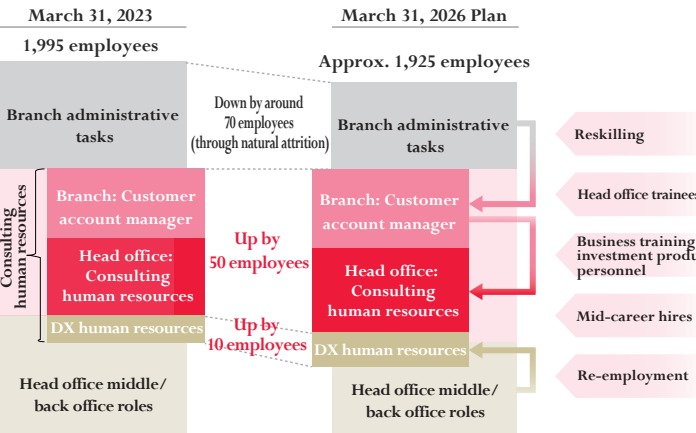 March 31, 2023
March 31, 2026 Plan
1,995 employees
Approx. 1,925 employees
Branch administrative
tasks
Down by around
70 employees
(through natural attrition)
Branch administrative
tasks
Consulting
human resources
Branch: Customer
account manager
Head office:
Consulting
human resources
DX human resources
Head office middle/
back office roles
Up by
50 employees
Up by
10 employees
Branch: Customer
account manager
Head office:
Consulting
human resources
DX human resources
Head office middle/
back office roles
Reskilling
Head office trainees
Business training
investment produ
personnel
Mid-career hires
Re-employment